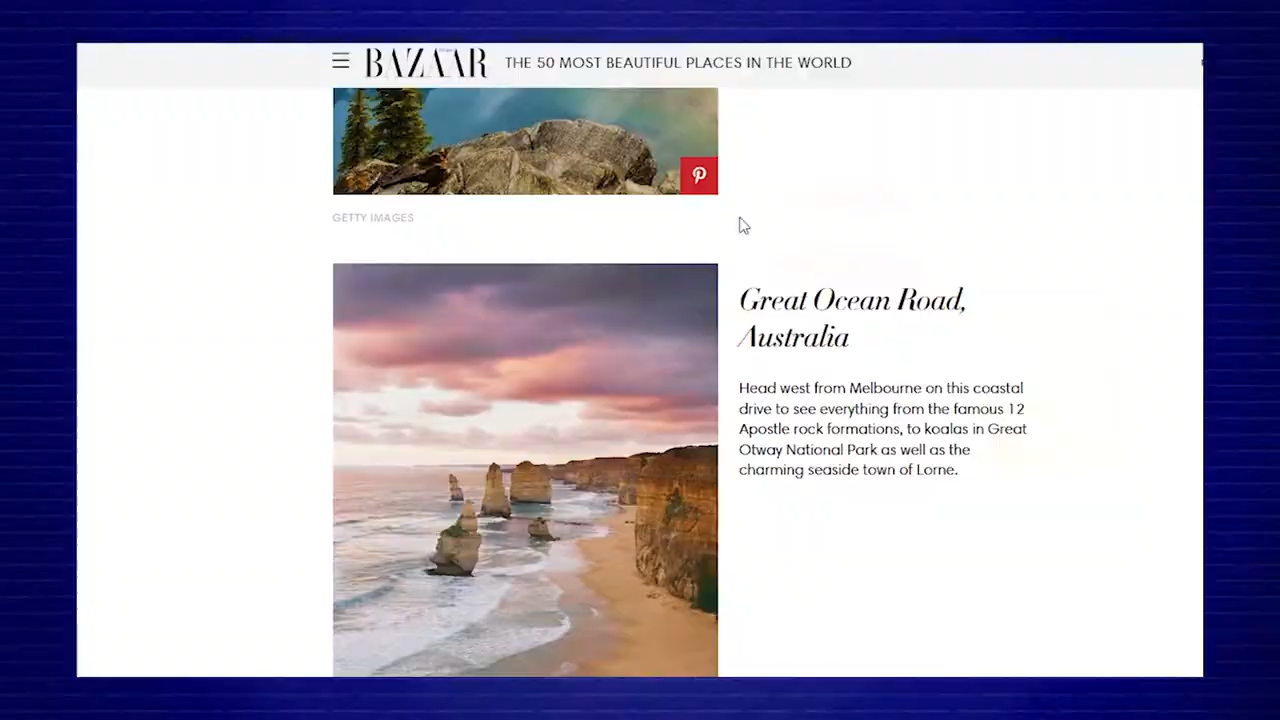 BAZAAR THE 50 MOST BEAUTIFUL PLACES IN THE WORLD
GETTY IMAGES
Great Ocean Road,
Australia
Head west from Melbourne on this coastal
drive to see everything from the famous 12
Apostle rock formations, to koalas in Great
Otway National Park as well as the
charming seaside town of Lorne.